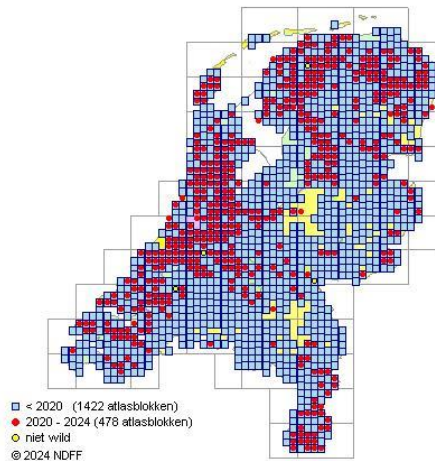 < 2020 (1422 atlasblokken)
2020 - 2024 (478 atlasblokken)
niet wild
© 2024 NDFF